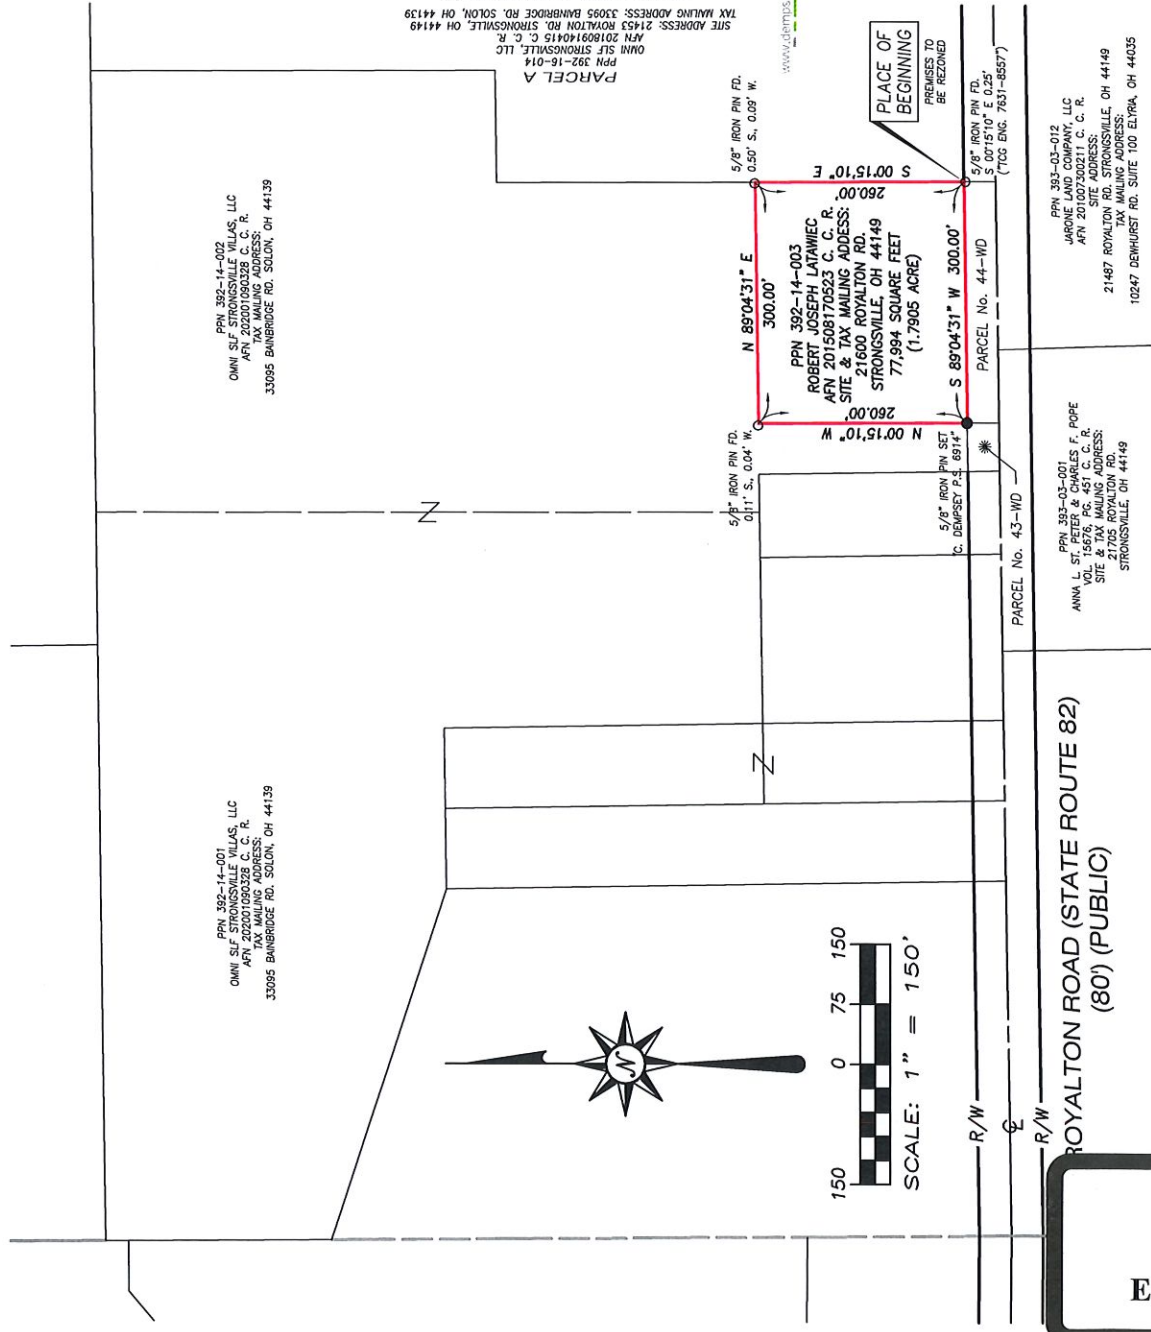 PPN 392-14-001
OMNI SLF STRONGSVILLE VILLAS, LLC
AFN 202001090328 C. C. R.
TAX MAILING ADDRESS:
33095 BAINBRIDGE RD. SOLON, OH 44139
PPN 392-14-002
OMNI SLF STRONGSVILLE VILLAS, LLC
AFN 202001090328 C. C. R.
TAX MAILING ADDRESS:
33095 BAINBRIDGE RD. SOLON, OH 44139
PARCEL A
PPN 392-16-014
OMNI SLF STRONGSVILLE, LLC
AFN 201809140415 C. C. R.
SITE ADDRESS: 21453 ROYALTON RD. STRONGSVILLE, OH 44149
TAX MAILING ADDRESS: 33095 BAINBRIDGE RD. SOLON, OH 44139
www.demps
Z
Z
5/8" IRON PIN FD.
0.11' S., 0.04' W.
5/8" IRON PIN FD.
0.50' S., 0.09' W.
N 89°04'31" E
300.00'
N 00°15'10" W
260.00'
PPN 392-14-003
ROBERT JOSEPH LATAWIEC
AFN 201508170523 C. C. R.
SITE & TAX MAILING ADDESS:
21600 ROYALTON RD.
STRONGSVILLE, OH 44149
77,994 SQUARE FEET
(1.7905 ACRE)
260.00'
S 00°15'10" E
S 89°04'31" W 300.00'
PLACE OF
BEGINNING
PREMISES TO
BE REZONED
5/8" IRON PIN SET
"C. DEMPSEY P.S. 6914"
5/8" IRON PIN FD.
S 00°15'10" E 0.25'
("TCG ENG. 7631-8557")
PARCEL No. 43-WD
PARCEL No. 44-WD
N
150 0 75 150
SCALE: 1" = 150'
R/W
R/W
ROYALTON ROAD (STATE ROUTE 82)
(80') (PUBLIC)
PPN 393-03-001
ANNA L. ST. PETER & CHARLES F. POPE
VOL. 15676, PG. 451 C. C. R.
SITE & TAX MAILING ADDRESS:
21705 ROYALTON RD.
STRONGSVILLE, OH 44149
PPN 393-03-012
JARONE LAND COMPANY, LLC
AFN 201007300211 C. C. R.
SITE ADDRESS:
21487 ROYALTON RD. STRONGSVILLE, OH 44149
TAX MAILING ADDRESS:
10247 DEWHURST RD. SUITE 100 ELYRIA, OH 44035
E